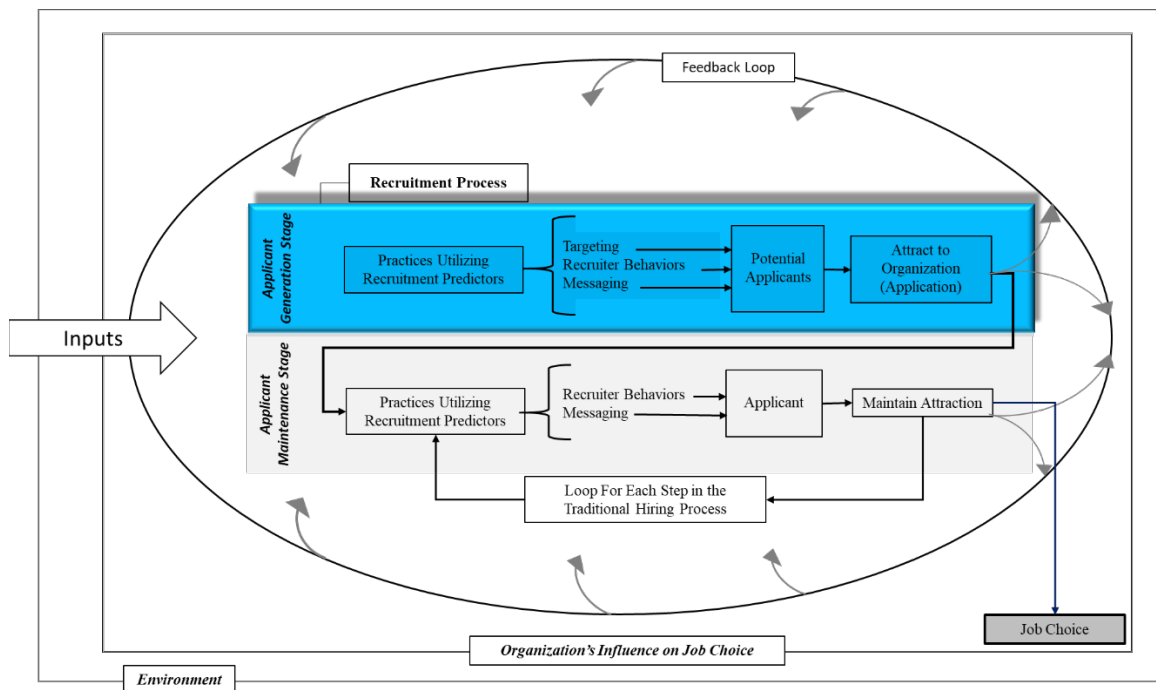 Feedback Loop
Recruitment Process
Applicant
Generation Stage
Practices Utilizing
Recruitment Predictors
Targeting
Recruiter Behaviors
Messaging
Potential
Applicants
Attract to
Organization
(Application)
Inputs
Applicant
Maintenance Stage
Practices Utilizing
Recruitment Predictors
Recruiter Behaviors
Messaging
Applicant
Maintain Attraction
Loop For Each Step in the
Traditional Hiring Process
Job Choice
Organization's Influence on Job Choice
Environment